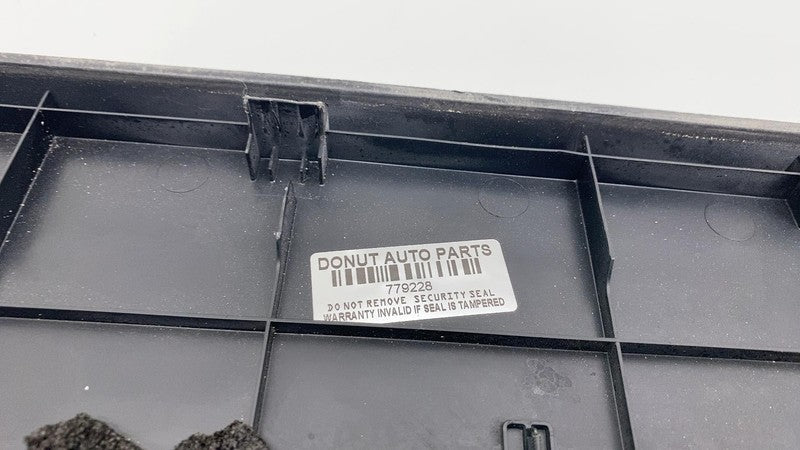 DONUT AUTO PARTS
779228
DO NOT REMOVE SECURITY SEAL
WARRANTY INVALID IF SEAL IS TAMPERED